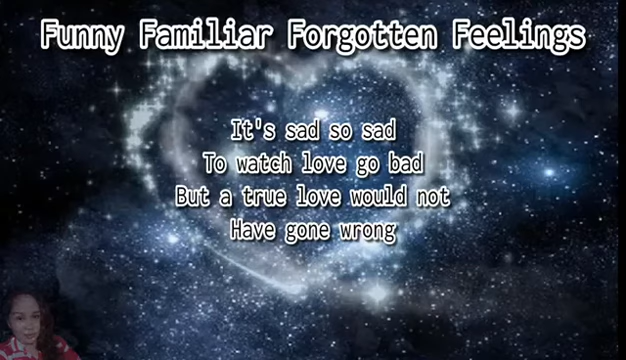 Funny Familiar Forgotten Feelings
It's sad so sad
To watch love go bad
But a true love would not
Have gone wrong